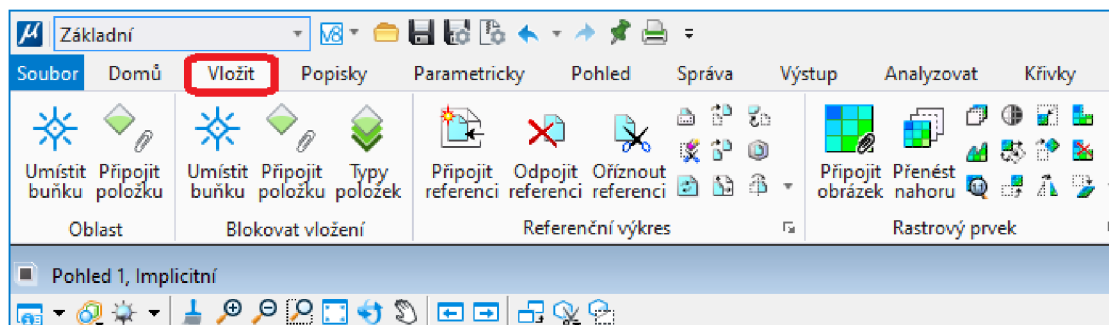 Základní
V8
Soubor Domů Vložit Popisky Parametricky Pohled Správa Výstup Analyzovat Křivky
Umístit buňku
Připojit položku
Umístit buňku
Připojit položku
Typy položek
Připojit referenci
Odpojit referenci
Oříznout referenci
Připojit obrázek
Přenést nahoru
Oblast Blokovat vložení Referenční výkres Rastrový prvek
Pohled 1, Implicitní